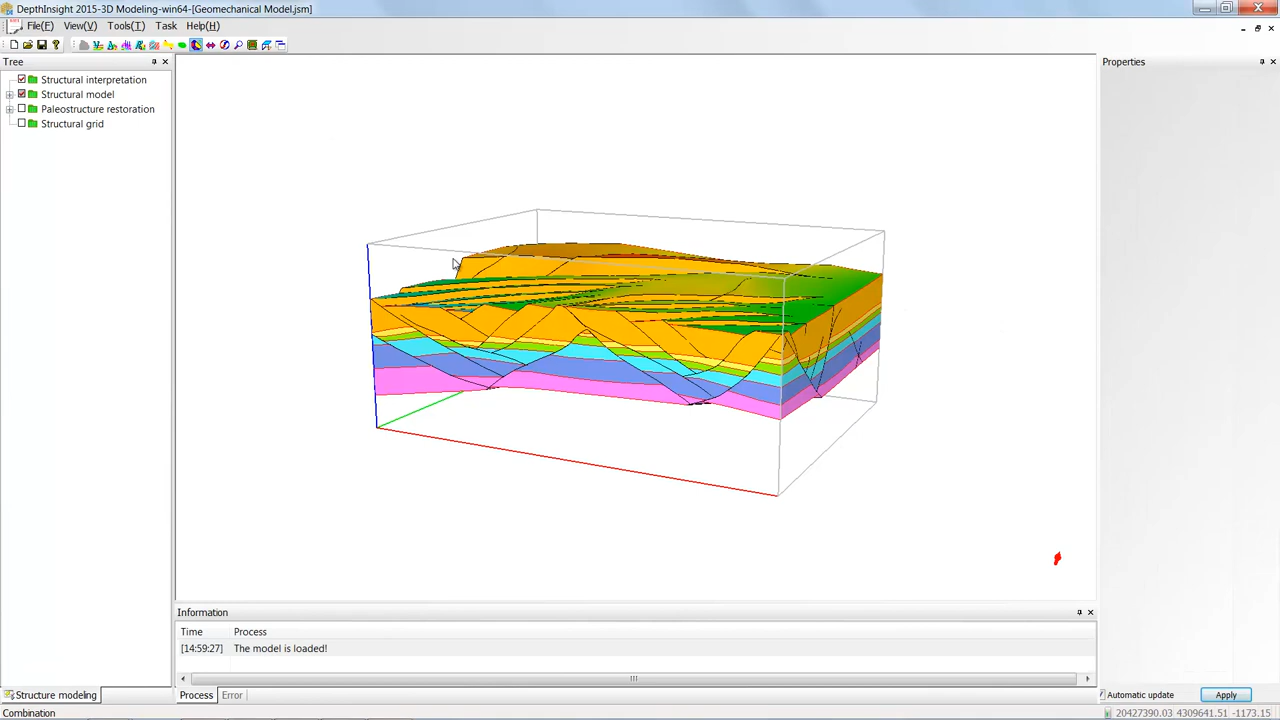 DepthInsight 2015-3D Modeling-win64-[Geomechanical Model.jsm]
File(F) View(V) Tools(T) Task Help(H)
Tree
Structural interpretation
Structural model
Paleostructure restoration
Structural grid
Structure modeling
Properties
Information
Time Process
[14:59:27] The model is loaded!
Process Error
Automatic update Apply
Combination
20427390.03 4309641.51 -1173.15